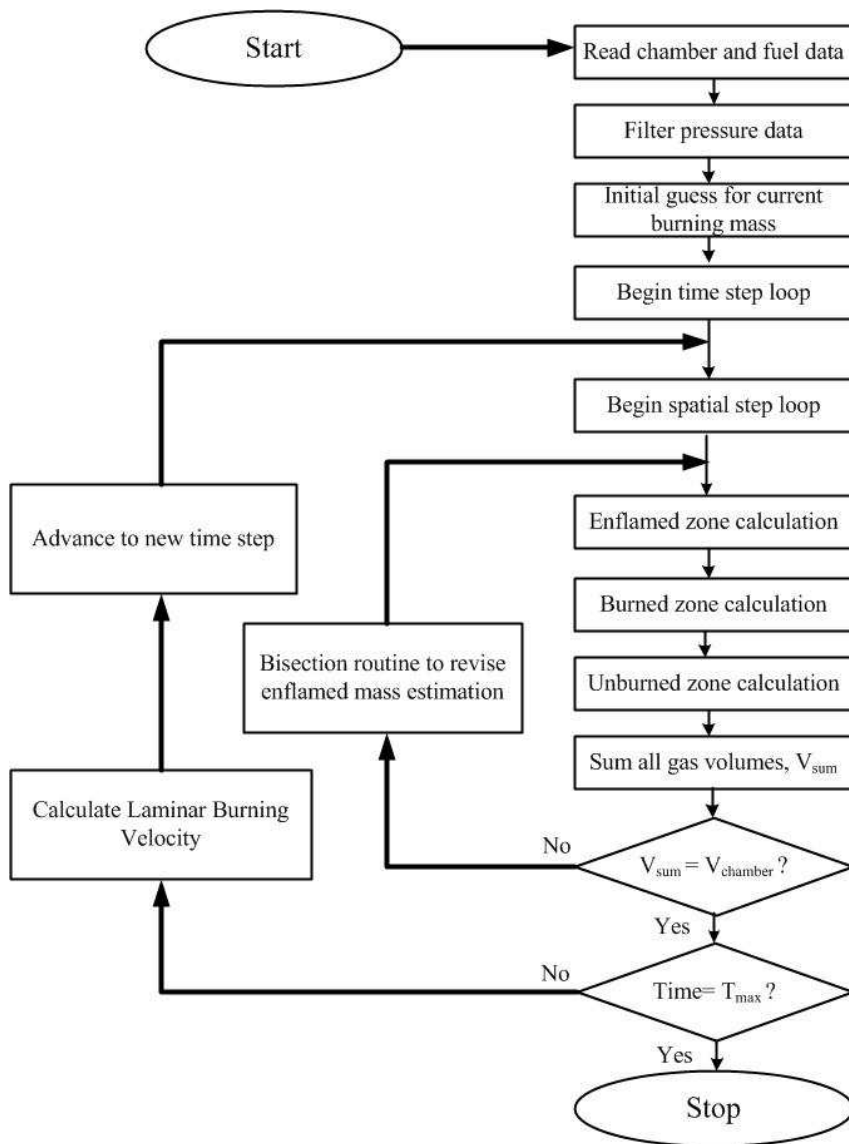 Start
Read chamber and fuel data
Filter pressure data
Initial guess for current
burning mass
Begin time step loop
Begin spatial step loop
Advance to new time step
Enflamed zone calculation
Burned zone calculation
Bisection routine to revise
enflamed mass estimation
Unburned zone calculation
Sum all gas volumes, Vsum
Calculate Laminar Burning
Velocity
No
Vsum = Vchamber ?
Yes
No
Time= Tmax ?
Yes
Stop